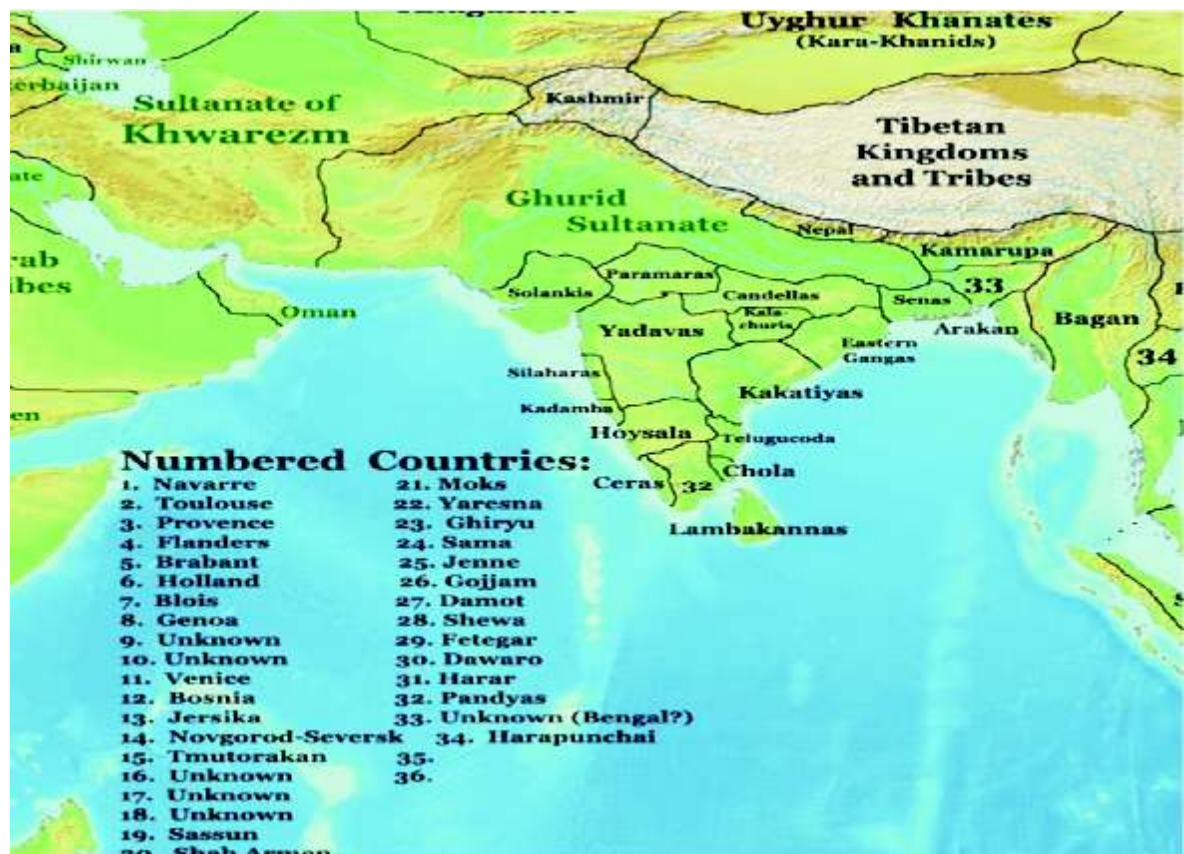 Uyghur Khanates
(Kara-Khanids)
Shirwan
Kashmir
Sultanate of
Khwarezm
Tibetan
Kingdoms
and Tribes
Ghurid
Sultanate
Nepal
Kamarupa
Paramaras
Solankis
Candellas
Senas
33
Oman
Kala-
churis
Yadavas
Arakan
Bagan
Eastern
Gangas
34
Silaharas
Kakatiyas
Kadamba
Hoysala
Telugucoda
Chola
Ceras
32
Lambakannas
Numbered Countries:
1. Navarre
2. Toulouse
3. Provence
4. Flanders
5. Brabant
6. Holland
7. Blois
8. Genoa
9. Unknown
10. Unknown
11. Venice
12. Bosnia
13. Jersika
14. Novgorod-Seversk
15. Tmutorakan
16. Unknown
17. Unknown
18. Unknown
19. Sassun
21. Moks
22. Yaresna
23. Ghiryu
24. Sama
25. Jenne
26. Gojjam
27. Damot
28. Shewa
29. Fetegar
30. Dawaro
31. Harar
32. Pandyas
33. Unknown (Bengal?)
34. Harapunchai
35.
36.